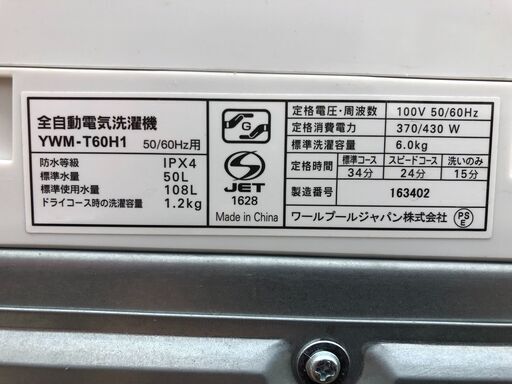 全自動電気洗濯機
YWM-T60H1 50/60Hz用
防水等級 IPX4
標準水量 50L
標準使用水量 108L
ドライコース時の洗濯容量 1.2kg
G
S
JET
1628
Made in China
定格電圧・周波数 100V 50/60Hz
定格消費電力 370/430 W
標準洗濯容量 6.0kg
定格時間 標準コース スピードコース 洗いのみ
34分 24分 15分
製造番号 163402
ワールプールジャパン株式会社
PS
E